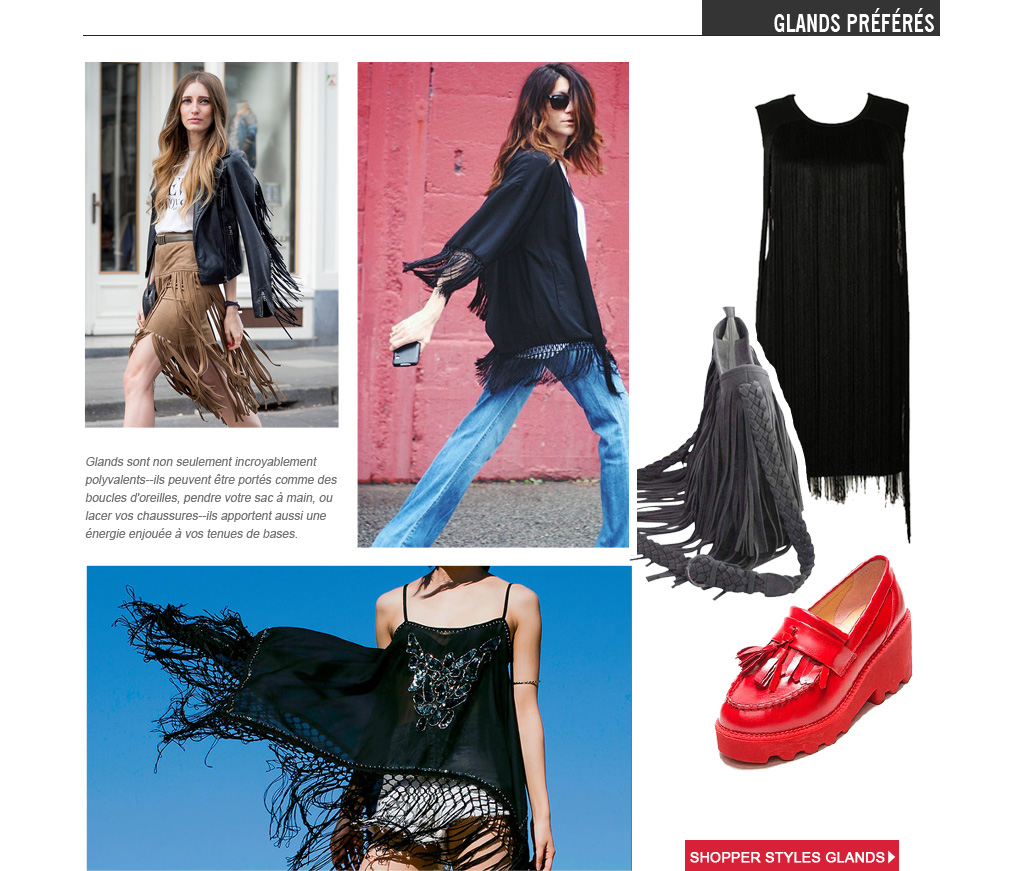 GLANDS PRÉFÉRÉS
Glands sont non seulement incroyablement
polyvalents--ils peuvent être portés comme des
boucles d'oreilles, pendre votre sac à main, ou
lacer vos chaussures--ils apportent aussi une
énergie enjouée à vos tenues de bases.
SHOPPER STYLES GLANDS